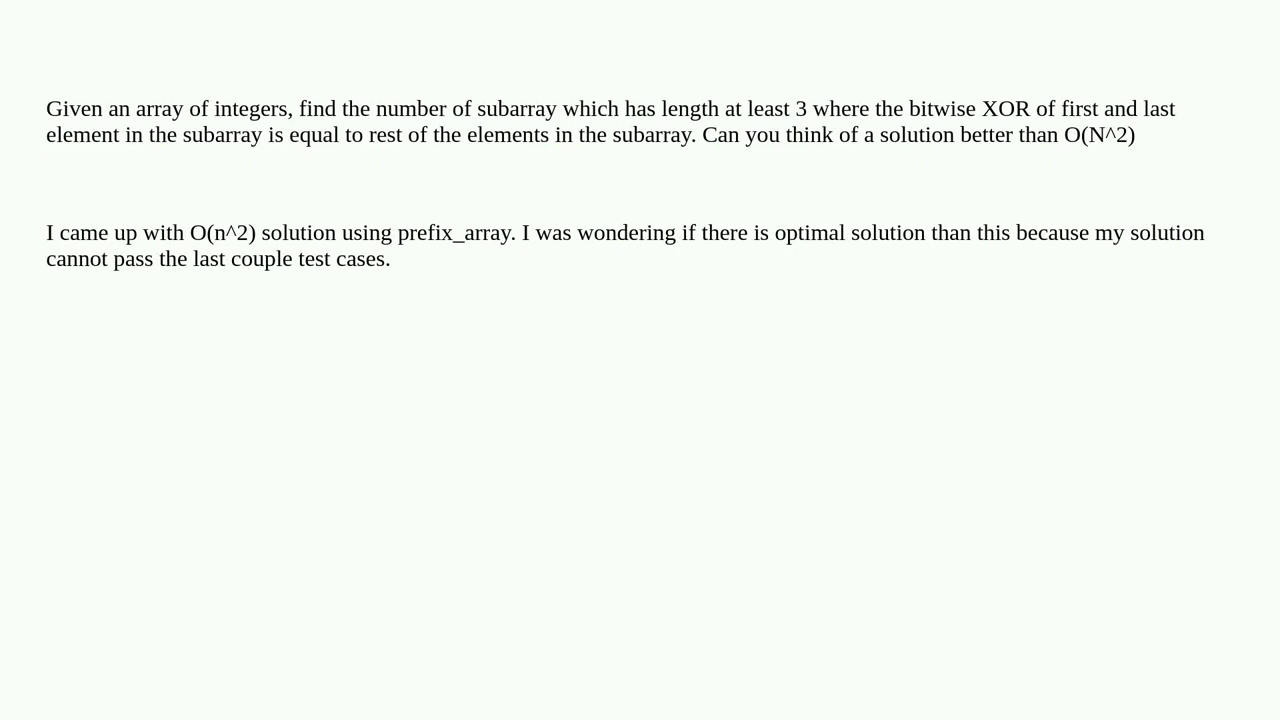 Given an array of integers, find the number of subarray which has length at least 3 where the bitwise XOR of first and last
element in the subarray is equal to rest of the elements in the subarray. Can you think of a solution better than O(N^2)
I came up with O(n^2) solution using prefix_array. I was wondering if there is optimal solution than this because my solution
cannot pass the last couple test cases.